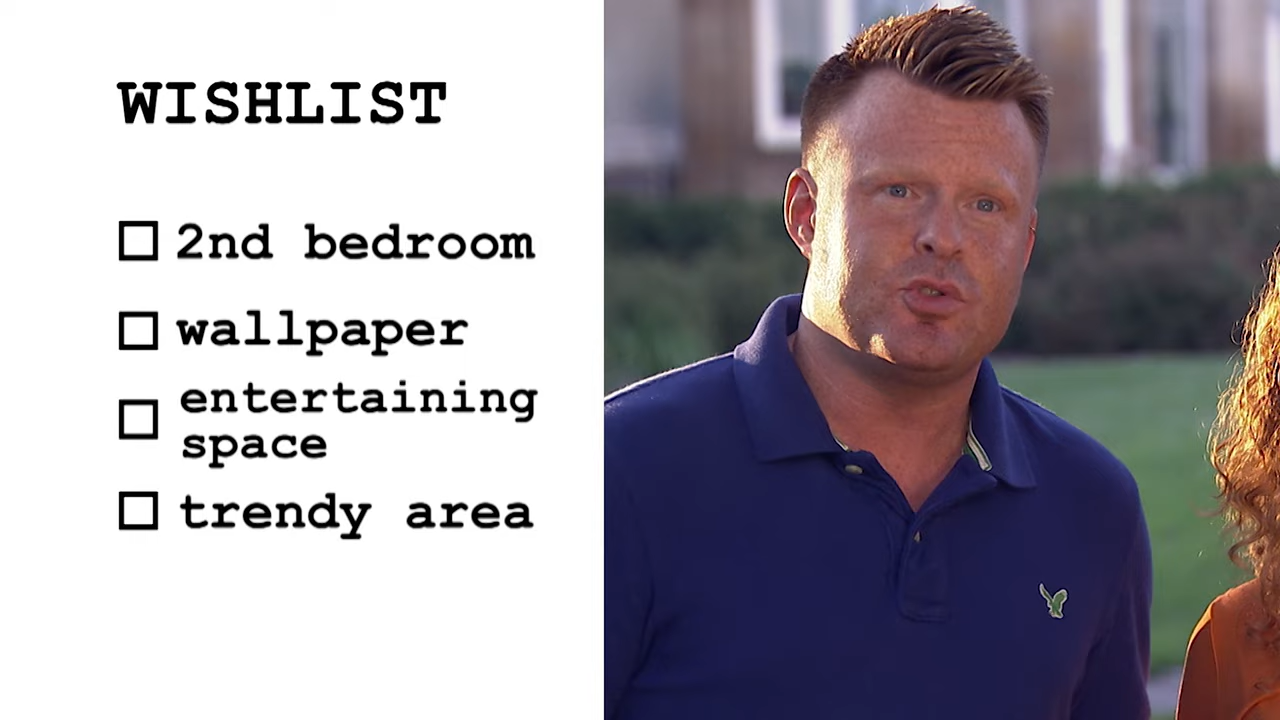 WISHLIST
2nd bedroom
wallpaper
entertaining
space
trendy area